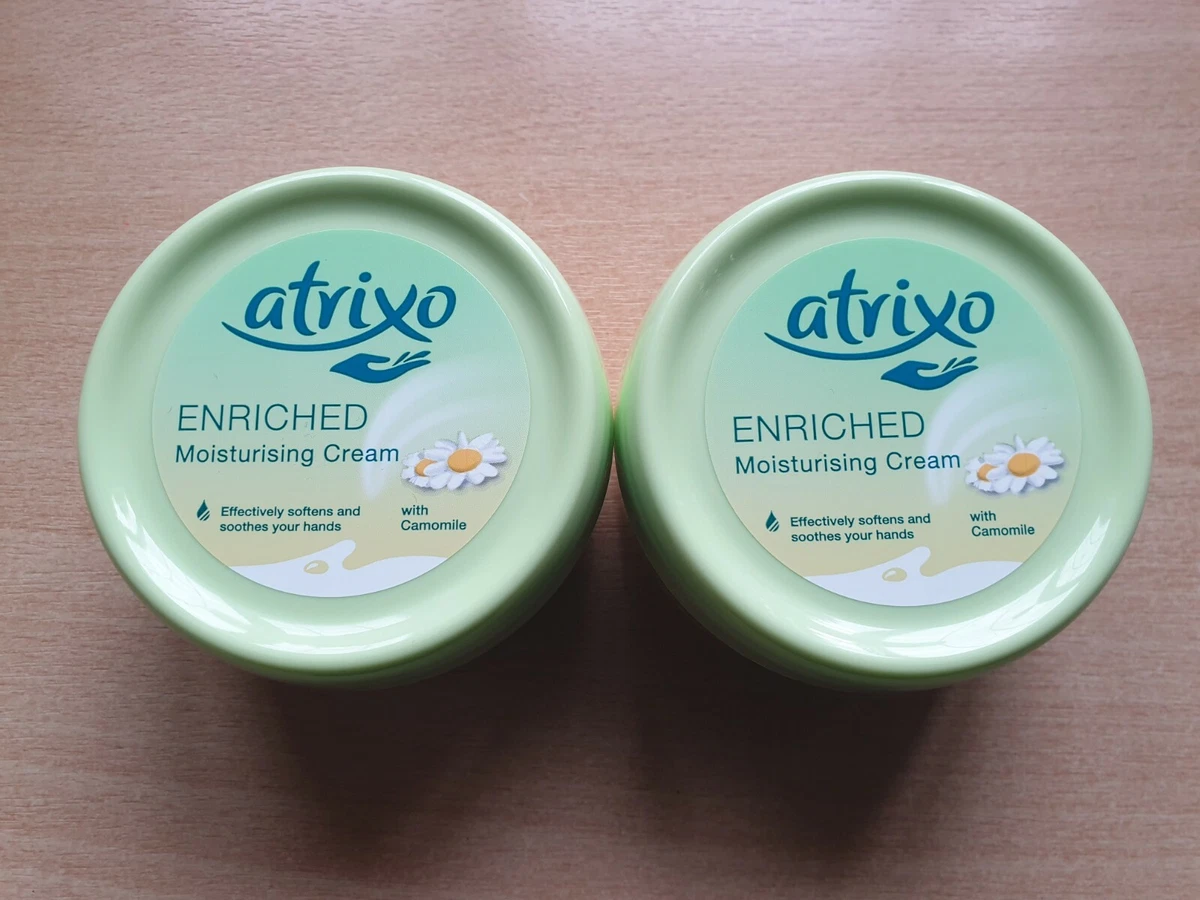 atrixo
ENRICHED
Moisturising Cream
Effectively softens and
soothes your hands
with
Camomile
atrixo
ENRICHED
Moisturising Cream
Effectively softens and
soothes your hands
with
Camomile